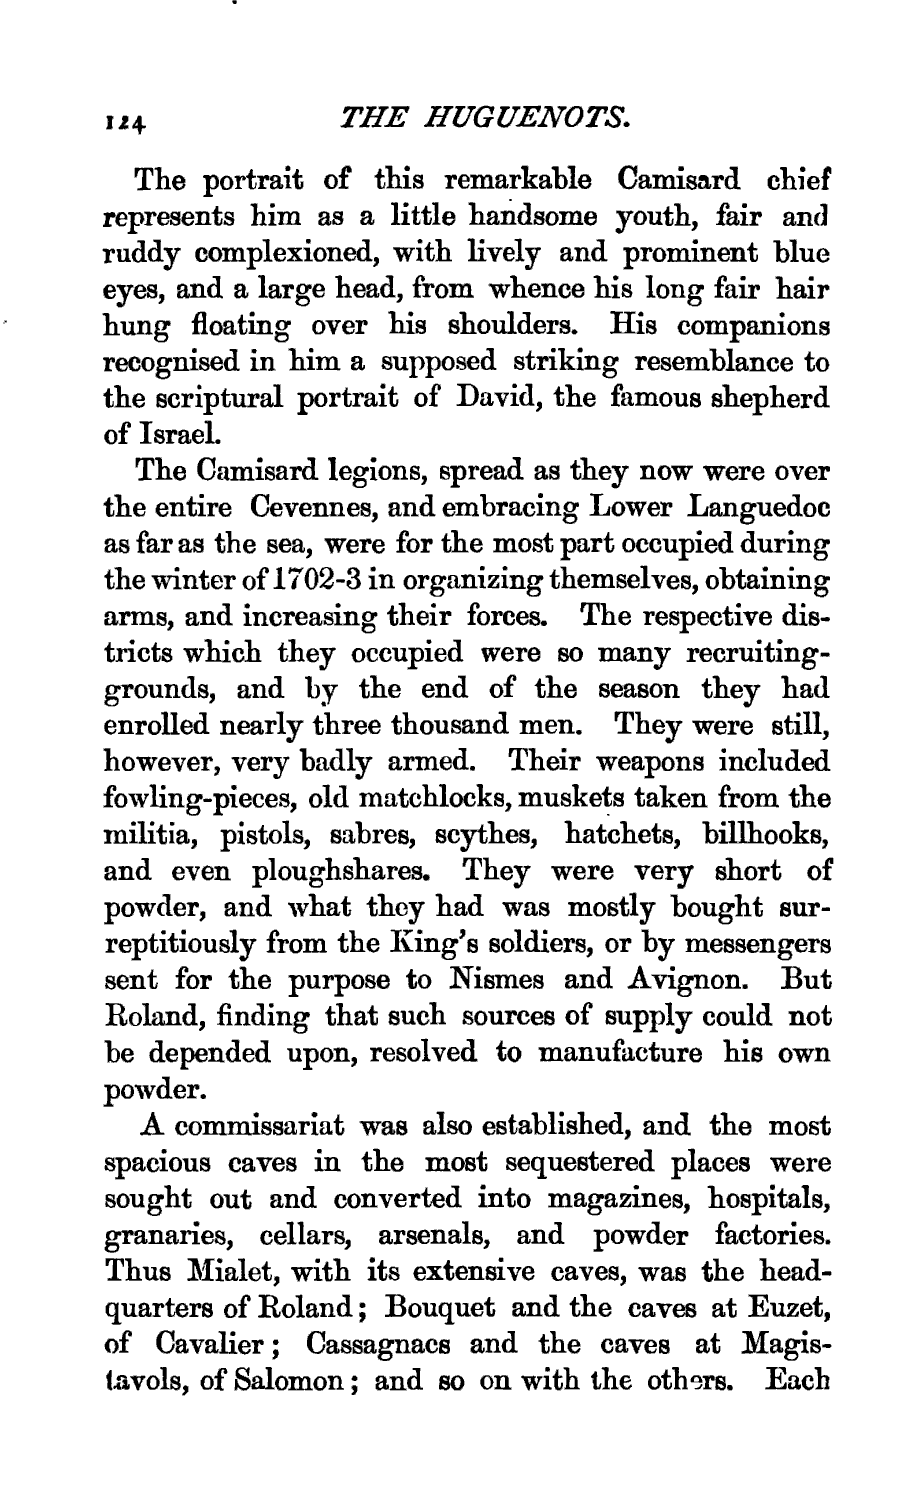 124 THE HUGUENOTS.
The portrait of this remarkable Camisard chief
represents him as a little handsome youth, fair and
ruddy complexioned, with lively and prominent blue
eyes, and a large head, from whence his long fair hair
hung floating over his shoulders. His companions
recognised in him a supposed striking resemblance to
the scriptural portrait of David, the famous shepherd
of Israel.
The Camisard legions, spread as they now were over
the entire Cevennes, and embracing Lower Languedoc
as far as the sea, were for the most part occupied during
the winter of 1702-3 in organizing themselves, obtaining
arms, and increasing their forces. The respective dis-
tricts which they occupied were so many recruiting-
grounds, and by the end of the season they had
enrolled nearly three thousand men. They were still,
however, very badly armed. Their weapons included
fowling-pieces, old matchlocks, muskets taken from the
militia, pistols, sabres, scythes, hatchets, billhooks,
and even ploughshares. They were very short of
powder, and what they had was mostly bought sur-
reptitiously from the King's soldiers, or by messengers
sent for the purpose to Nismes and Avignon. But
Roland, finding that such sources of supply could not
be depended upon, resolved to manufacture his own
powder.
A commissariat was also established, and the most
spacious caves in the most sequestered places were
sought out and converted into magazines, hospitals,
granaries, cellars, arsenals, and powder factories.
Thus Mialet, with its extensive caves, was the head-
quarters of Roland; Bouquet and the caves at Euzet,
of Cavalier; Cassagnacs and the caves at Magis-
tavols, of Salomon; and so on with the others. Each